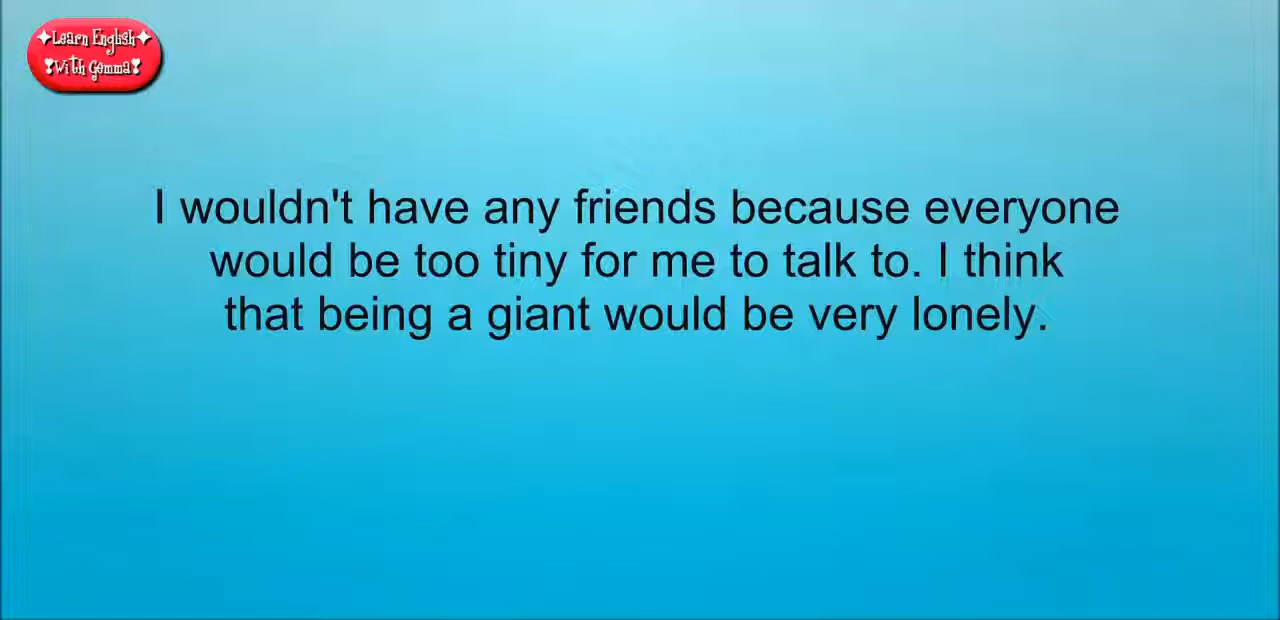 Learn English
With Gemma
I wouldn't have any friends because everyone
would be too tiny for me to talk to. I think
that being a giant would be very lonely.